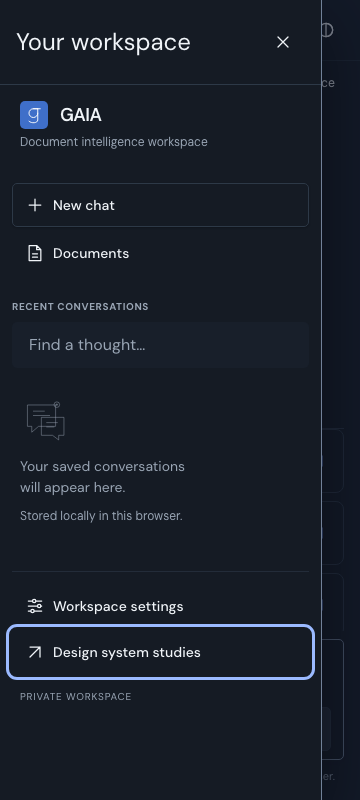 Your workspace
GAIA
Document intelligence workspace
New chat
Documents
RECENT CONVERSATIONS
Find a thought...
Your saved conversations
will appear here.
Stored locally in this browser.
Workspace settings
Design system studies
PRIVATE WORKSPACE